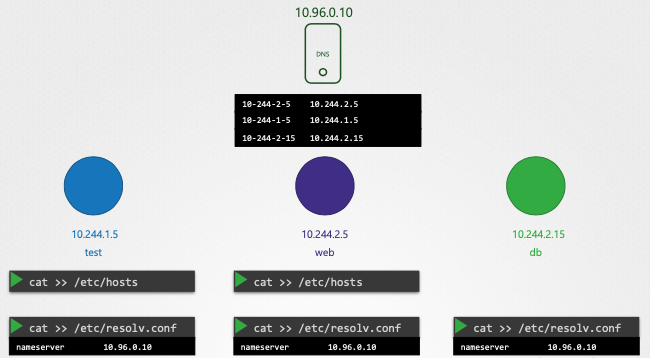 10.96.0.10
DNS
10-244-2-5 10.244.2.5
10-244-1-5 10.244.1.5
10-244-2-15 10.244.2.15
10.244.1.5
test
10.244.2.5
web
10.244.2.15
db
cat >> /etc/hosts
cat >> /etc/hosts
cat >> /etc/resolv.conf
nameserver 10.96.0.10
cat >> /etc/resolv.conf
nameserver 10.96.0.10
cat >> /etc/resolv.conf
nameserver 10.96.0.10